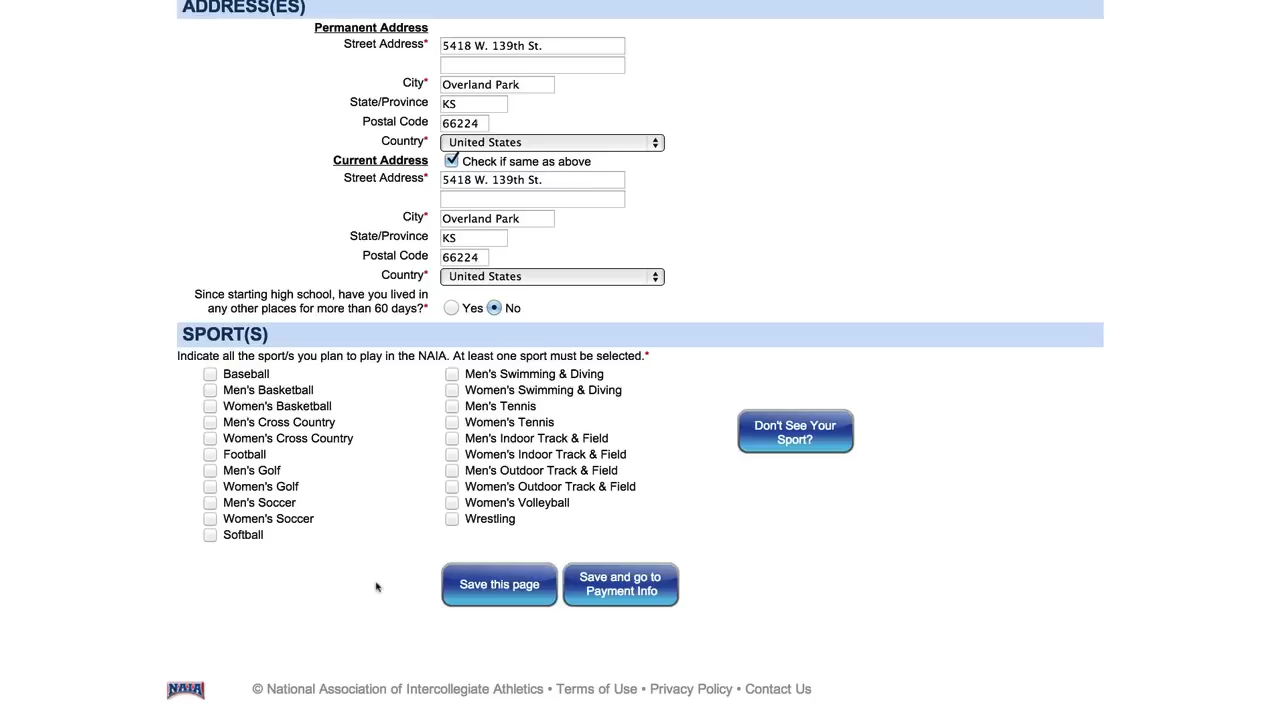 ADDRESS(ES)
Permanent Address
Street Address* 5418 W. 139th St.
City* Overland Park
State/Province KS
Postal Code 66224
Country* United States
Current Address Check if same as above
Street Address* 5418 W. 139th St.
City* Overland Park
State/Province KS
Postal Code 66224
Country* United States
Since starting high school, have you lived in
any other places for more than 60 days?* Yes No
SPORT(S)
Indicate all the sport/s you plan to play in the NAIA. At least one sport must be selected.*
Baseball
Men's Basketball
Women's Basketball
Men's Cross Country
Women's Cross Country
Football
Men's Golf
Women's Golf
Men's Soccer
Women's Soccer
Softball
Men's Swimming & Diving
Women's Swimming & Diving
Men's Tennis
Women's Tennis
Men's Indoor Track & Field
Women's Indoor Track & Field
Men's Outdoor Track & Field
Women's Outdoor Track & Field
Women's Volleyball
Wrestling
Don't See Your
Sport?
Save this page
Save and go to
Payment Info
NAIA
© National Association of Intercollegiate Athletics • Terms of Use • Privacy Policy • Contact Us